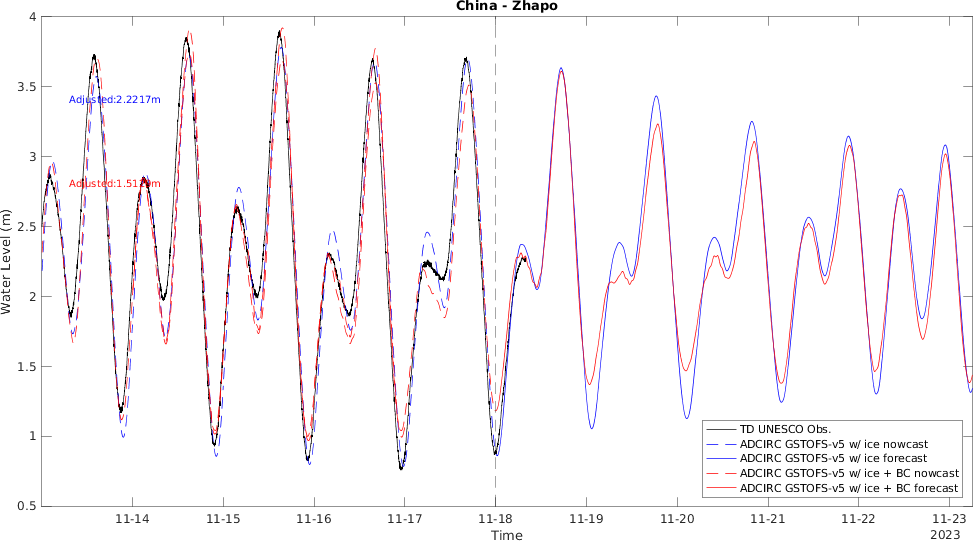 China - Zhapo
4
3.5
3
2.5
2
1.5
1
0.5
Water Level (m)
Adjusted:2.2217m
TD UNESCO Obs.
ADCIRC GSTOFS-v5 w/ ice nowcast
ADCIRC GSTOFS-v5 w/ ice forecast
ADCIRC GSTOFS-v5 w/ ice + BC nowcast
ADCIRC GSTOFS-v5 w/ ice + BC forecast
11-14
11-15
11-16
11-17
11-18
11-19
11-20
11-21
11-22
11-23
2023
Time